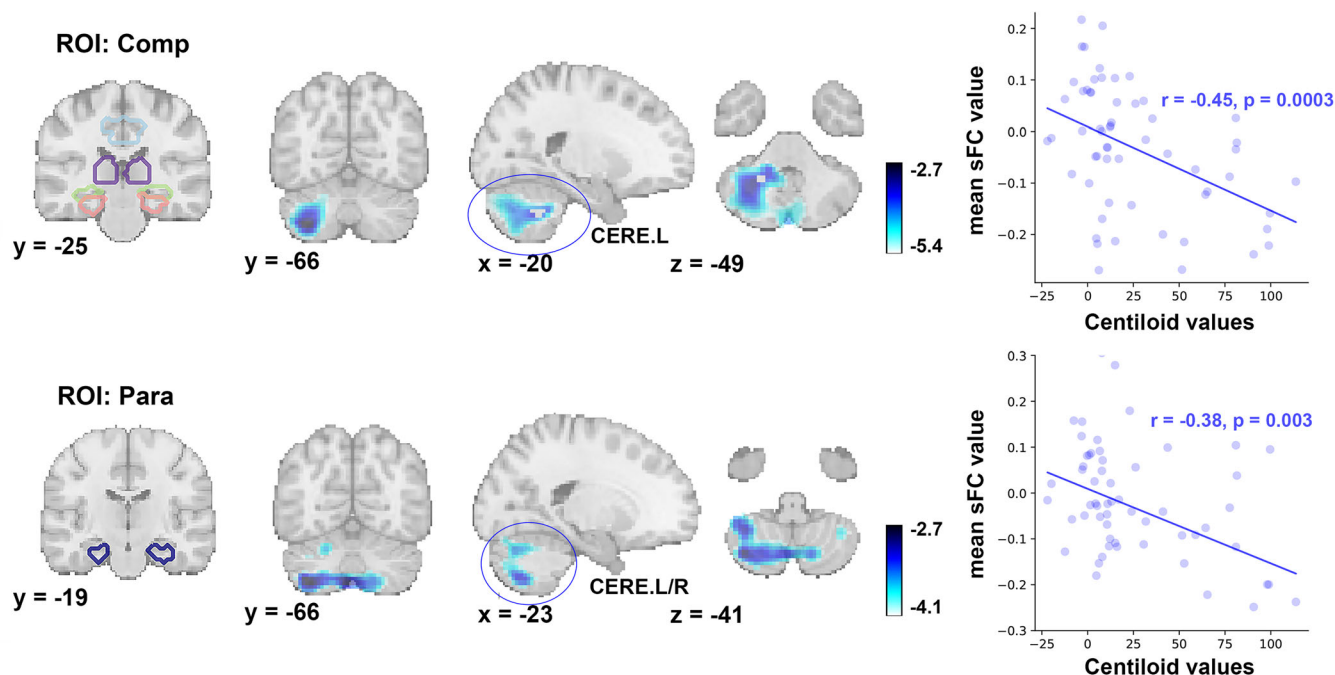 ROI: Comp
y = -25
y = -66
x = -20
CERE.L
z = -49
-2.7
-5.4
mean sFC value
0.2
0.1
0.0
−0.1
−0.2
r = -0.45, p = 0.0003
−25 0 25 50 75 100
Centiloid values
ROI: Para
y = -19
y = -66
x = -23
CERE.L/R
z = -41
-2.7
-4.1
mean sFC value
0.3
0.2
0.1
0.0
−0.1
−0.2
−0.3
r = -0.38, p = 0.003
−25 0 25 50 75 100
Centiloid values